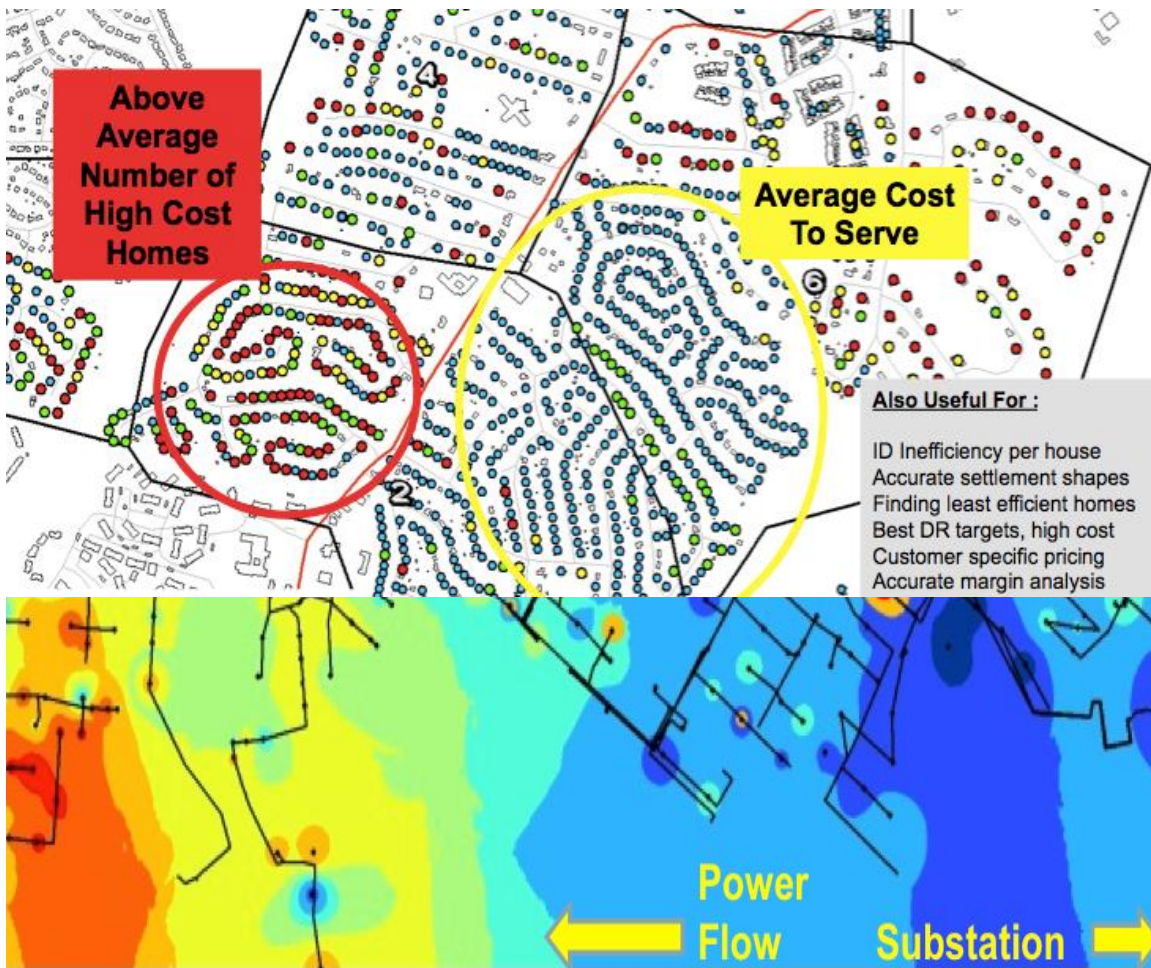 Above
Average
Number of
High Cost
Homes
4
Average Cost
To Serve
6
2
Also Useful For :
ID Inefficiency per house
Accurate settlement shapes
Finding least efficient homes
Best DR targets, high cost
Customer specific pricing
Accurate margin analysis
Power
Flow
Substation